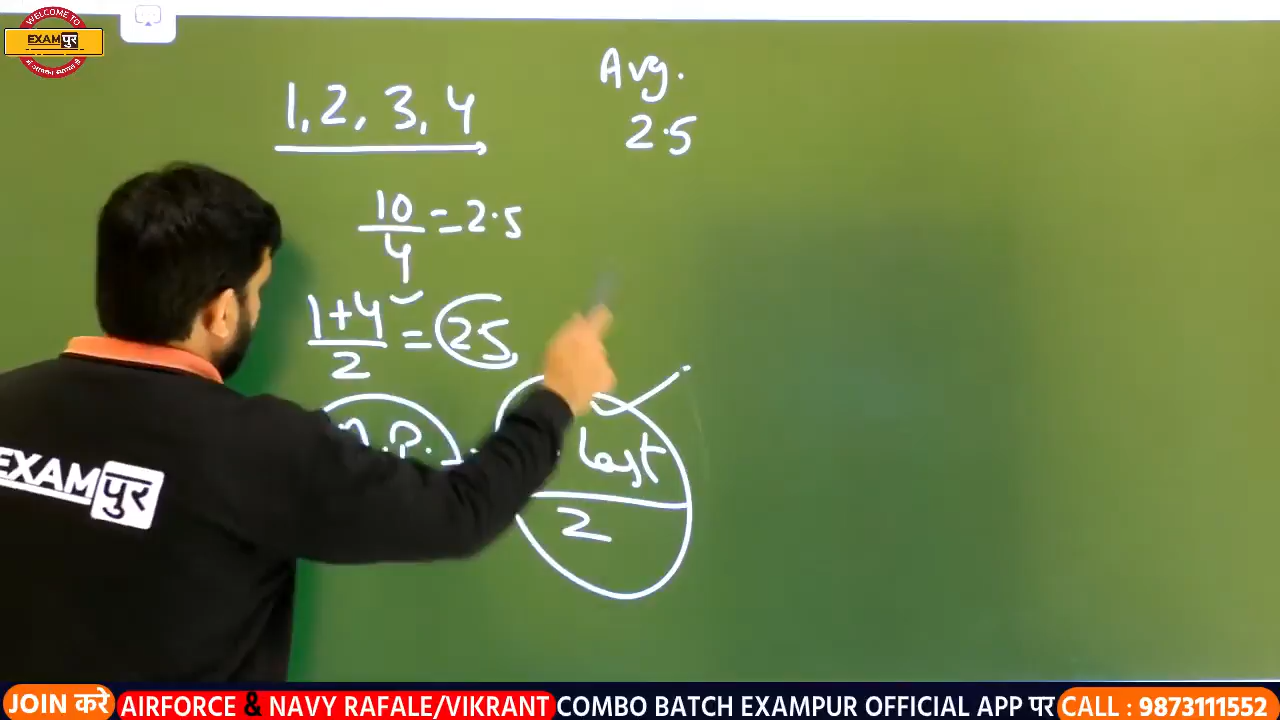 WELCOME TO
EXAMपुर
Avg.
1, 2, 3, 4
2.5
10
4
=2.5
1+4
2
= 25
A.P.
last
2
EXAMपुर
JOIN करे AIRFORCE & NAVY RAFALE/VIKRANT COMBO BATCH EXAMPUR OFFICIAL APP पर CALL : 9873111552